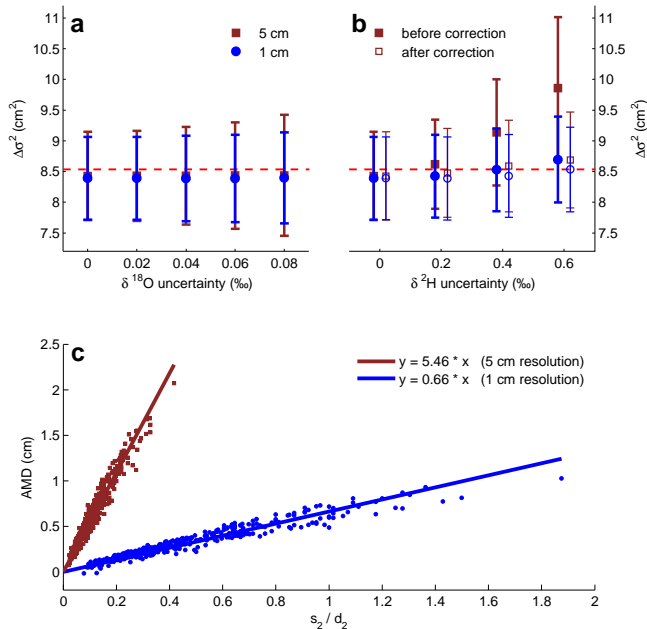 a
5 cm
1 cm
11
10.5
10
9.5
9
8.5
8
7.5
Δσ² (cm²)
0
0.02
0.04
0.06
0.08
δ ¹⁸O uncertainty (‰)
b
before correction
after correction
11
10.5
10
9.5
9
8.5
8
7.5
Δσ² (cm²)
0
0.2
0.4
0.6
δ ²H uncertainty (‰)
c
y = 5.46 * x (5 cm resolution)
y = 0.66 * x (1 cm resolution)
2.5
2
1.5
1
0.5
0
AMD (cm)
0
0.2
0.4
0.6
0.8
1
1.2
1.4
1.6
1.8
2
s₂ / d₂